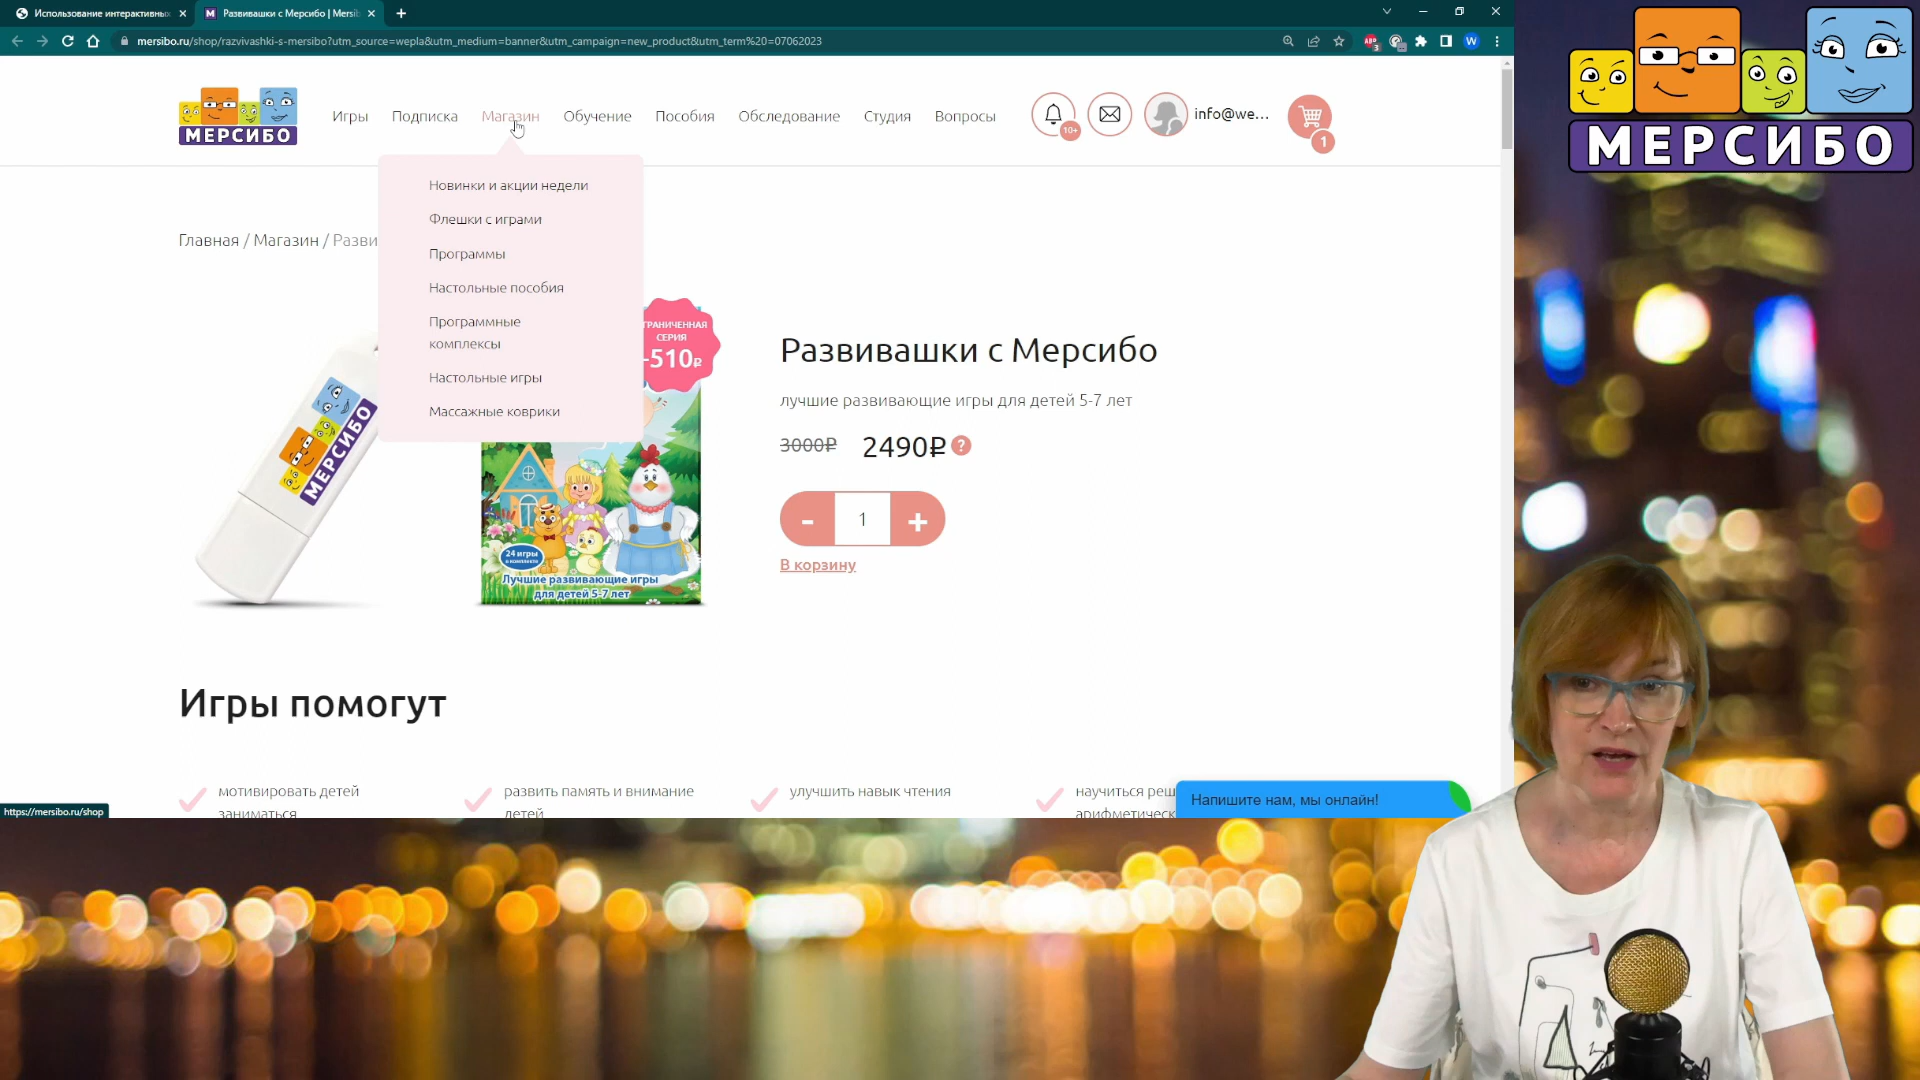 Использование интерактивных
Развивашки с Мерсибо | Mersi
mersibo.ru/shop/razvivashki-s-mersibo?utm_source=wepla&utm_medium=banner&utm_campaign=new_product&utm_term%20=07062023
МЕРСИБО
Игры
Подписка
Магазин
Обучение
Пособия
Обследование
Студия
Вопросы
10+
info@we...
1
Новинки и акции недели
Флешки с играми
Программы
Настольные пособия
Программные
комплексы
Настольные игры
Массажные коврики
Главная / Магазин / Разви
МЕРСИБО
ГРАНИЧЕННАЯ
СЕРИЯ
-510₽
24 игры
в комплекте
Лучшие развивающие игры
для детей 5-7 лет
Развивашки с Мерсибо
лучшие развивающие игры для детей 5-7 лет
3000₽ 2490₽ ?
- 1 +
В корзину
Игры помогут
мотивировать детей
заниматься
развить память и внимание
детей
улучшить навык чтения
научиться реш
арифметическ
Напишите нам, мы онлайн!
https://mersibo.ru/shop
МЕРСИБО